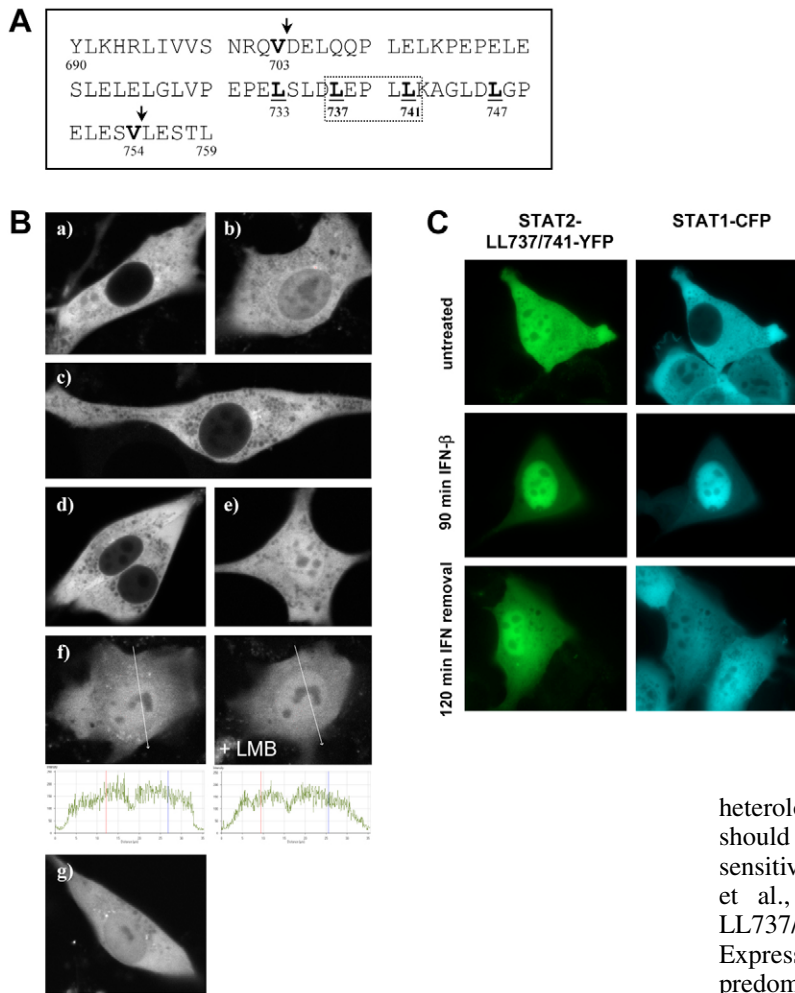 A
YLKHRLIVVS NRQVDELQQP LELKPEPELE
690 703
SLELELGLVP EPELSLDLEP LLKAGLDLGP
733 737 741 747
ELESVLESTL
754 759
B
a)
b)
c)
d)
e)
f)
+ LMB
g)
C
STAT2-
LL737/741-YFP
STAT1-CFP
untreated
90 min IFN-β
120 min IFN removal
heterolo
should
sensitiv
et al.,
LL737/
Express
predom